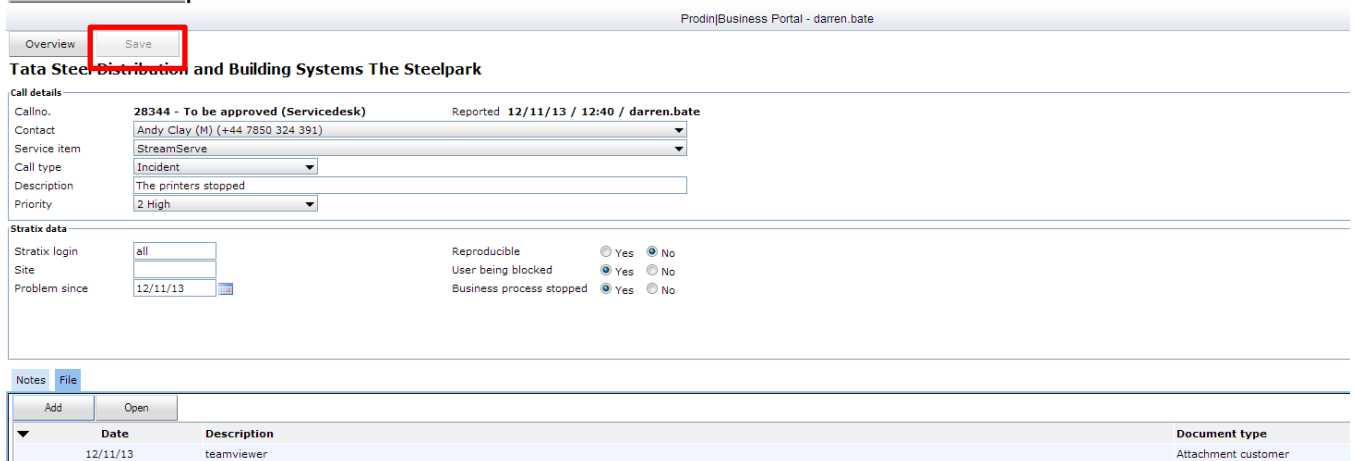 Prodin|Business Portal - darren.bate
Overview Save
Tata Steel Distribution and Building Systems The Steelpark
Call details
Callno. 28344 - To be approved (Servicedesk) Reported 12/11/13 / 12:40 / darren.bate
Contact Andy Clay (M) (+44 7850 324 391)
Service item StreamServe
Call type Incident
Description The printers stopped
Priority 2 High
Stratix data
Stratix login all Reproducible Yes No
Site User being blocked Yes No
Problem since 12/11/13 Business process stopped Yes No
Notes File
Add Open
Date Description Document type
12/11/13 teamviewer Attachment customer